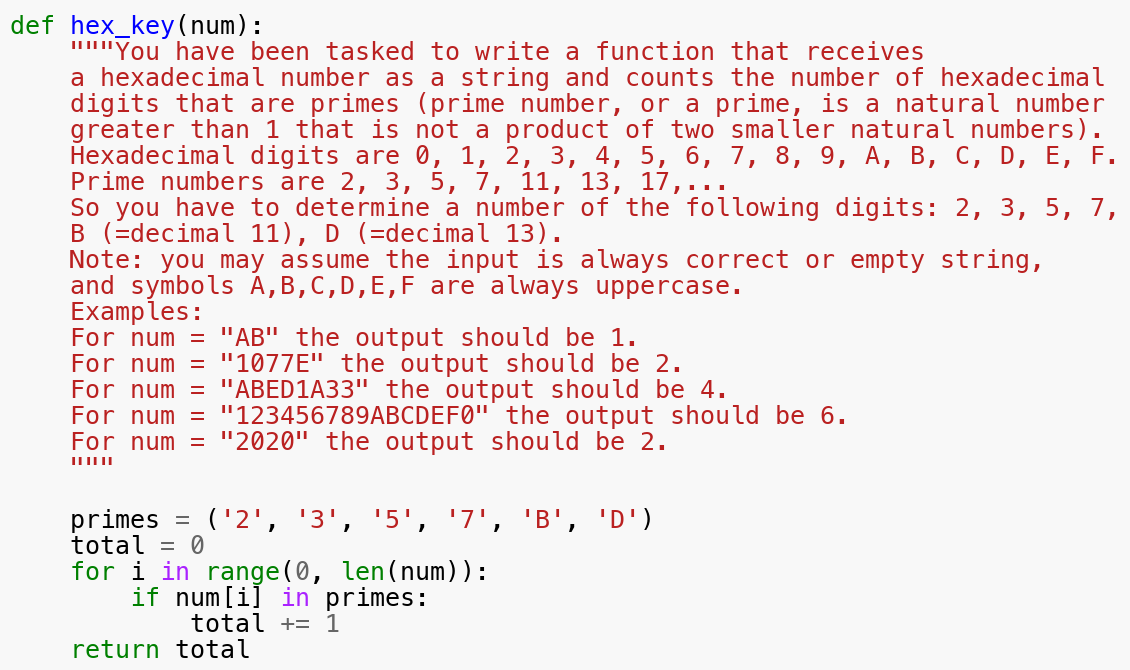 def hex_key(num):
    """You have been tasked to write a function that receives
    a hexadecimal number as a string and counts the number of hexadecimal
    digits that are primes (prime number, or a prime, is a natural number
    greater than 1 that is not a product of two smaller natural numbers).
    Hexadecimal digits are 0, 1, 2, 3, 4, 5, 6, 7, 8, 9, A, B, C, D, E, F.
    Prime numbers are 2, 3, 5, 7, 11, 13, 17,...
    So you have to determine a number of the following digits: 2, 3, 5, 7,
    B (=decimal 11), D (=decimal 13).
    Note: you may assume the input is always correct or empty string,
    and symbols A,B,C,D,E,F are always uppercase.
    Examples:
    For num = "AB" the output should be 1.
    For num = "1077E" the output should be 2.
    For num = "ABED1A33" the output should be 4.
    For num = "123456789ABCDEF0" the output should be 6.
    For num = "2020" the output should be 2.
    """

    primes = ('2', '3', '5', '7', 'B', 'D')
    total = 0
    for i in range(0, len(num)):
        if num[i] in primes:
            total += 1
    return total